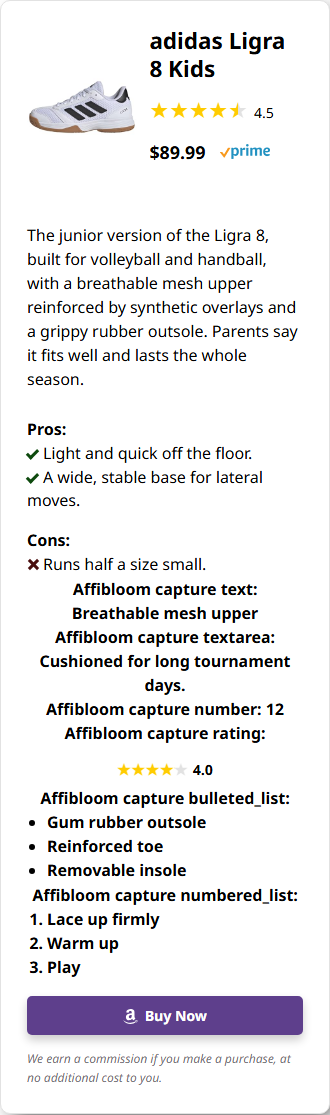 adidas Ligra
8 Kids
4.5
$89.99 prime
The junior version of the Ligra 8,
built for volleyball and handball,
with a breathable mesh upper
reinforced by synthetic overlays and
a grippy rubber outsole. Parents say
it fits well and lasts the whole
season.
Pros:
Light and quick off the floor.
A wide, stable base for lateral
moves.
Cons:
Runs half a size small.
Affibloom capture text:
Breathable mesh upper
Affibloom capture textarea:
Cushioned for long tournament
days.
Affibloom capture number: 12
Affibloom capture rating:
4.0
Affibloom capture bulleted_list:
• Gum rubber outsole
• Reinforced toe
• Removable insole
Affibloom capture numbered_list:
1. Lace up firmly
2. Warm up
3. Play
Buy Now
We earn a commission if you make a purchase, at
no additional cost to you.